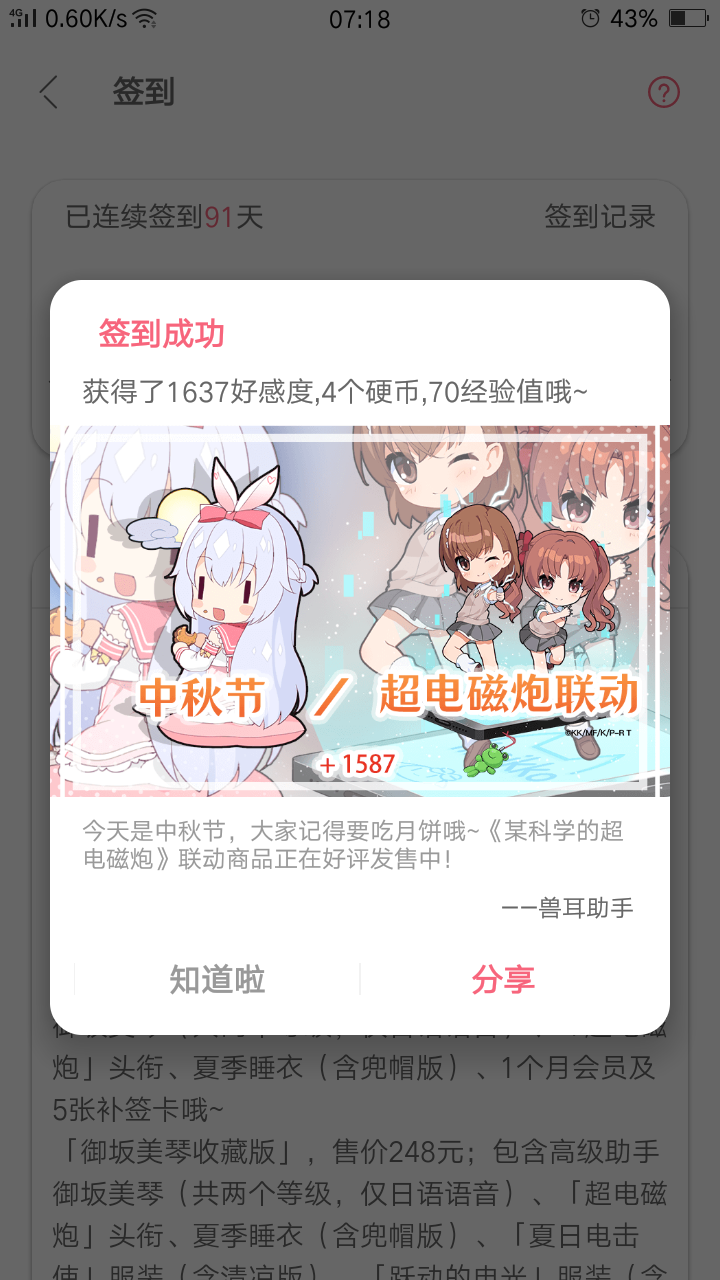 4G 0.60K/s 07:18 43%
签到
?
已连续签到91天 签到记录
签到成功
获得了1637好感度,4个硬币,70经验值哦~
中秋节 / 超电磁炮联动
©KK/MF/K/P-R T
+1587
今天是中秋节，大家记得要吃月饼哦~《某科学的超
电磁炮》联动商品正在好评发售中！
——兽耳助手
知道啦 分享
炮」头衔、夏季睡衣（含兜帽版）、1个月会员及
5张补签卡哦~
「御坂美琴收藏版」，售价248元；包含高级助手
御坂美琴（共两个等级，仅日语语音）、「超电磁
炮」头衔、夏季睡衣（含兜帽版）、「夏日电击
使」服装（含清凉版）、「跃动的电光」服装（含